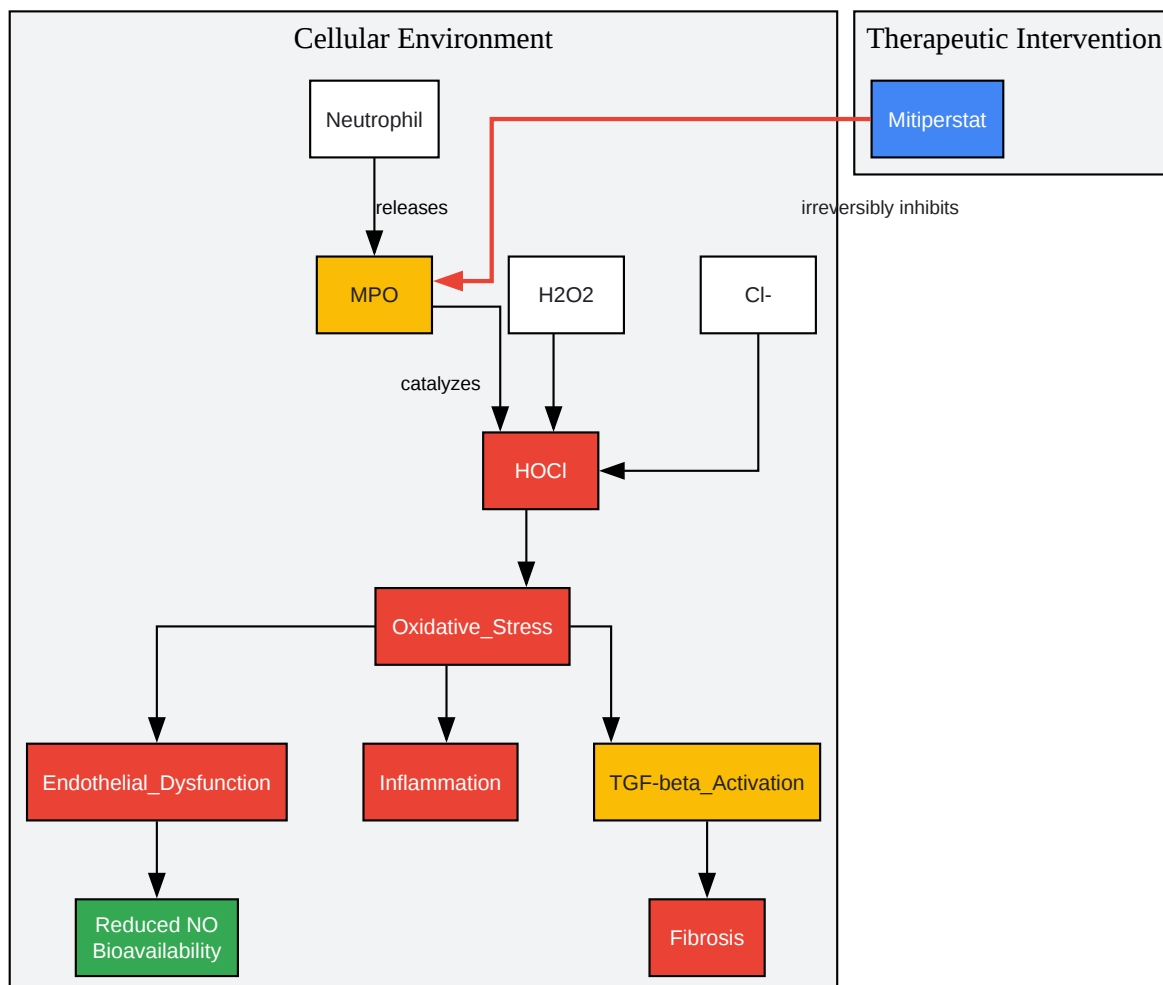 Cellular Environment
Therapeutic Intervention
Neutrophil
Mitiperstat
releases
irreversibly inhibits
MPO
H2O2
Cl-
catalyzes
HOCl
Oxidative_Stress
Endothelial_Dysfunction
Inflammation
TGF-beta_Activation
Reduced NO
Bioavailability
Fibrosis